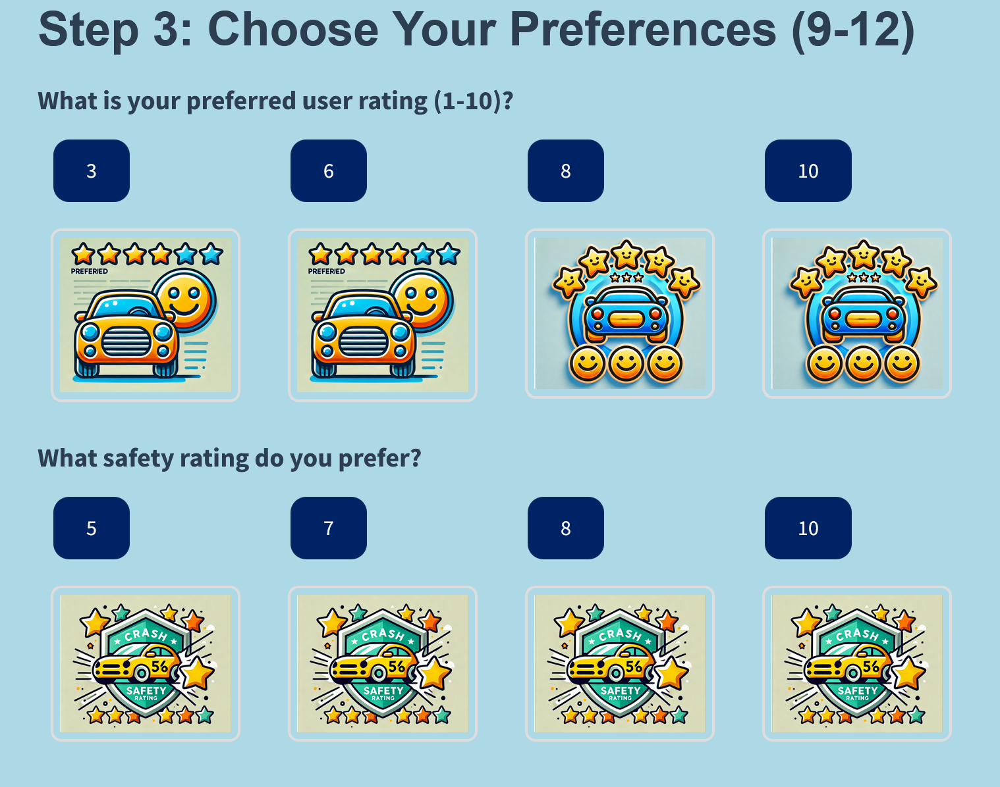 Step 3: Choose Your Preferences (9-12)
What is your preferred user rating (1-10)?
3 6 8 10
PREFERIED PREFERIED
What safety rating do you prefer?
5 7 8 10
CRASH CRASH CRASH CRASH
56 56 56 56
SAFETY SAFETY SAFETY SAFETY
RATING RATING RATING RATING